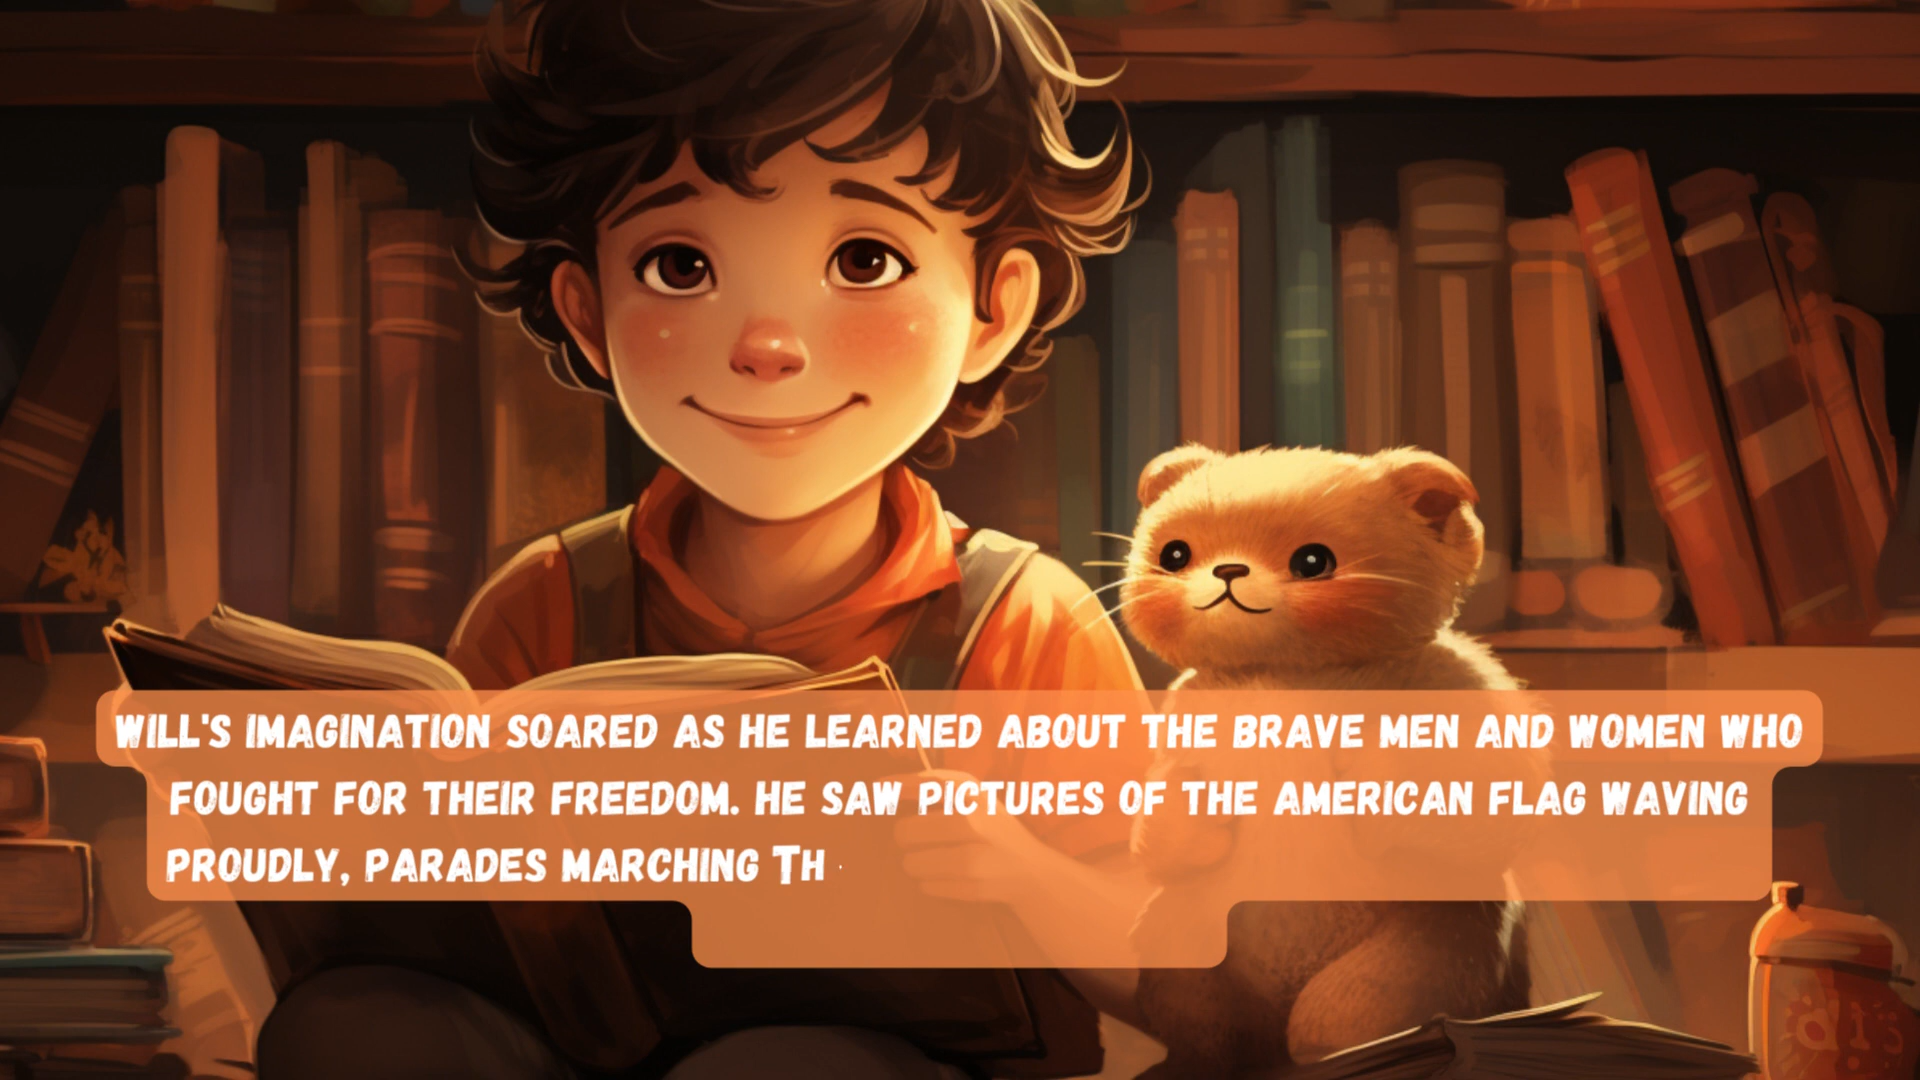 WILL'S IMAGINATION SOARED AS HE LEARNED ABOUT THE BRAVE MEN AND WOMEN WHO
FOUGHT FOR THEIR FREEDOM. HE SAW PICTURES OF THE AMERICAN FLAG WAVING
PROUDLY, PARADES MARCHING TH